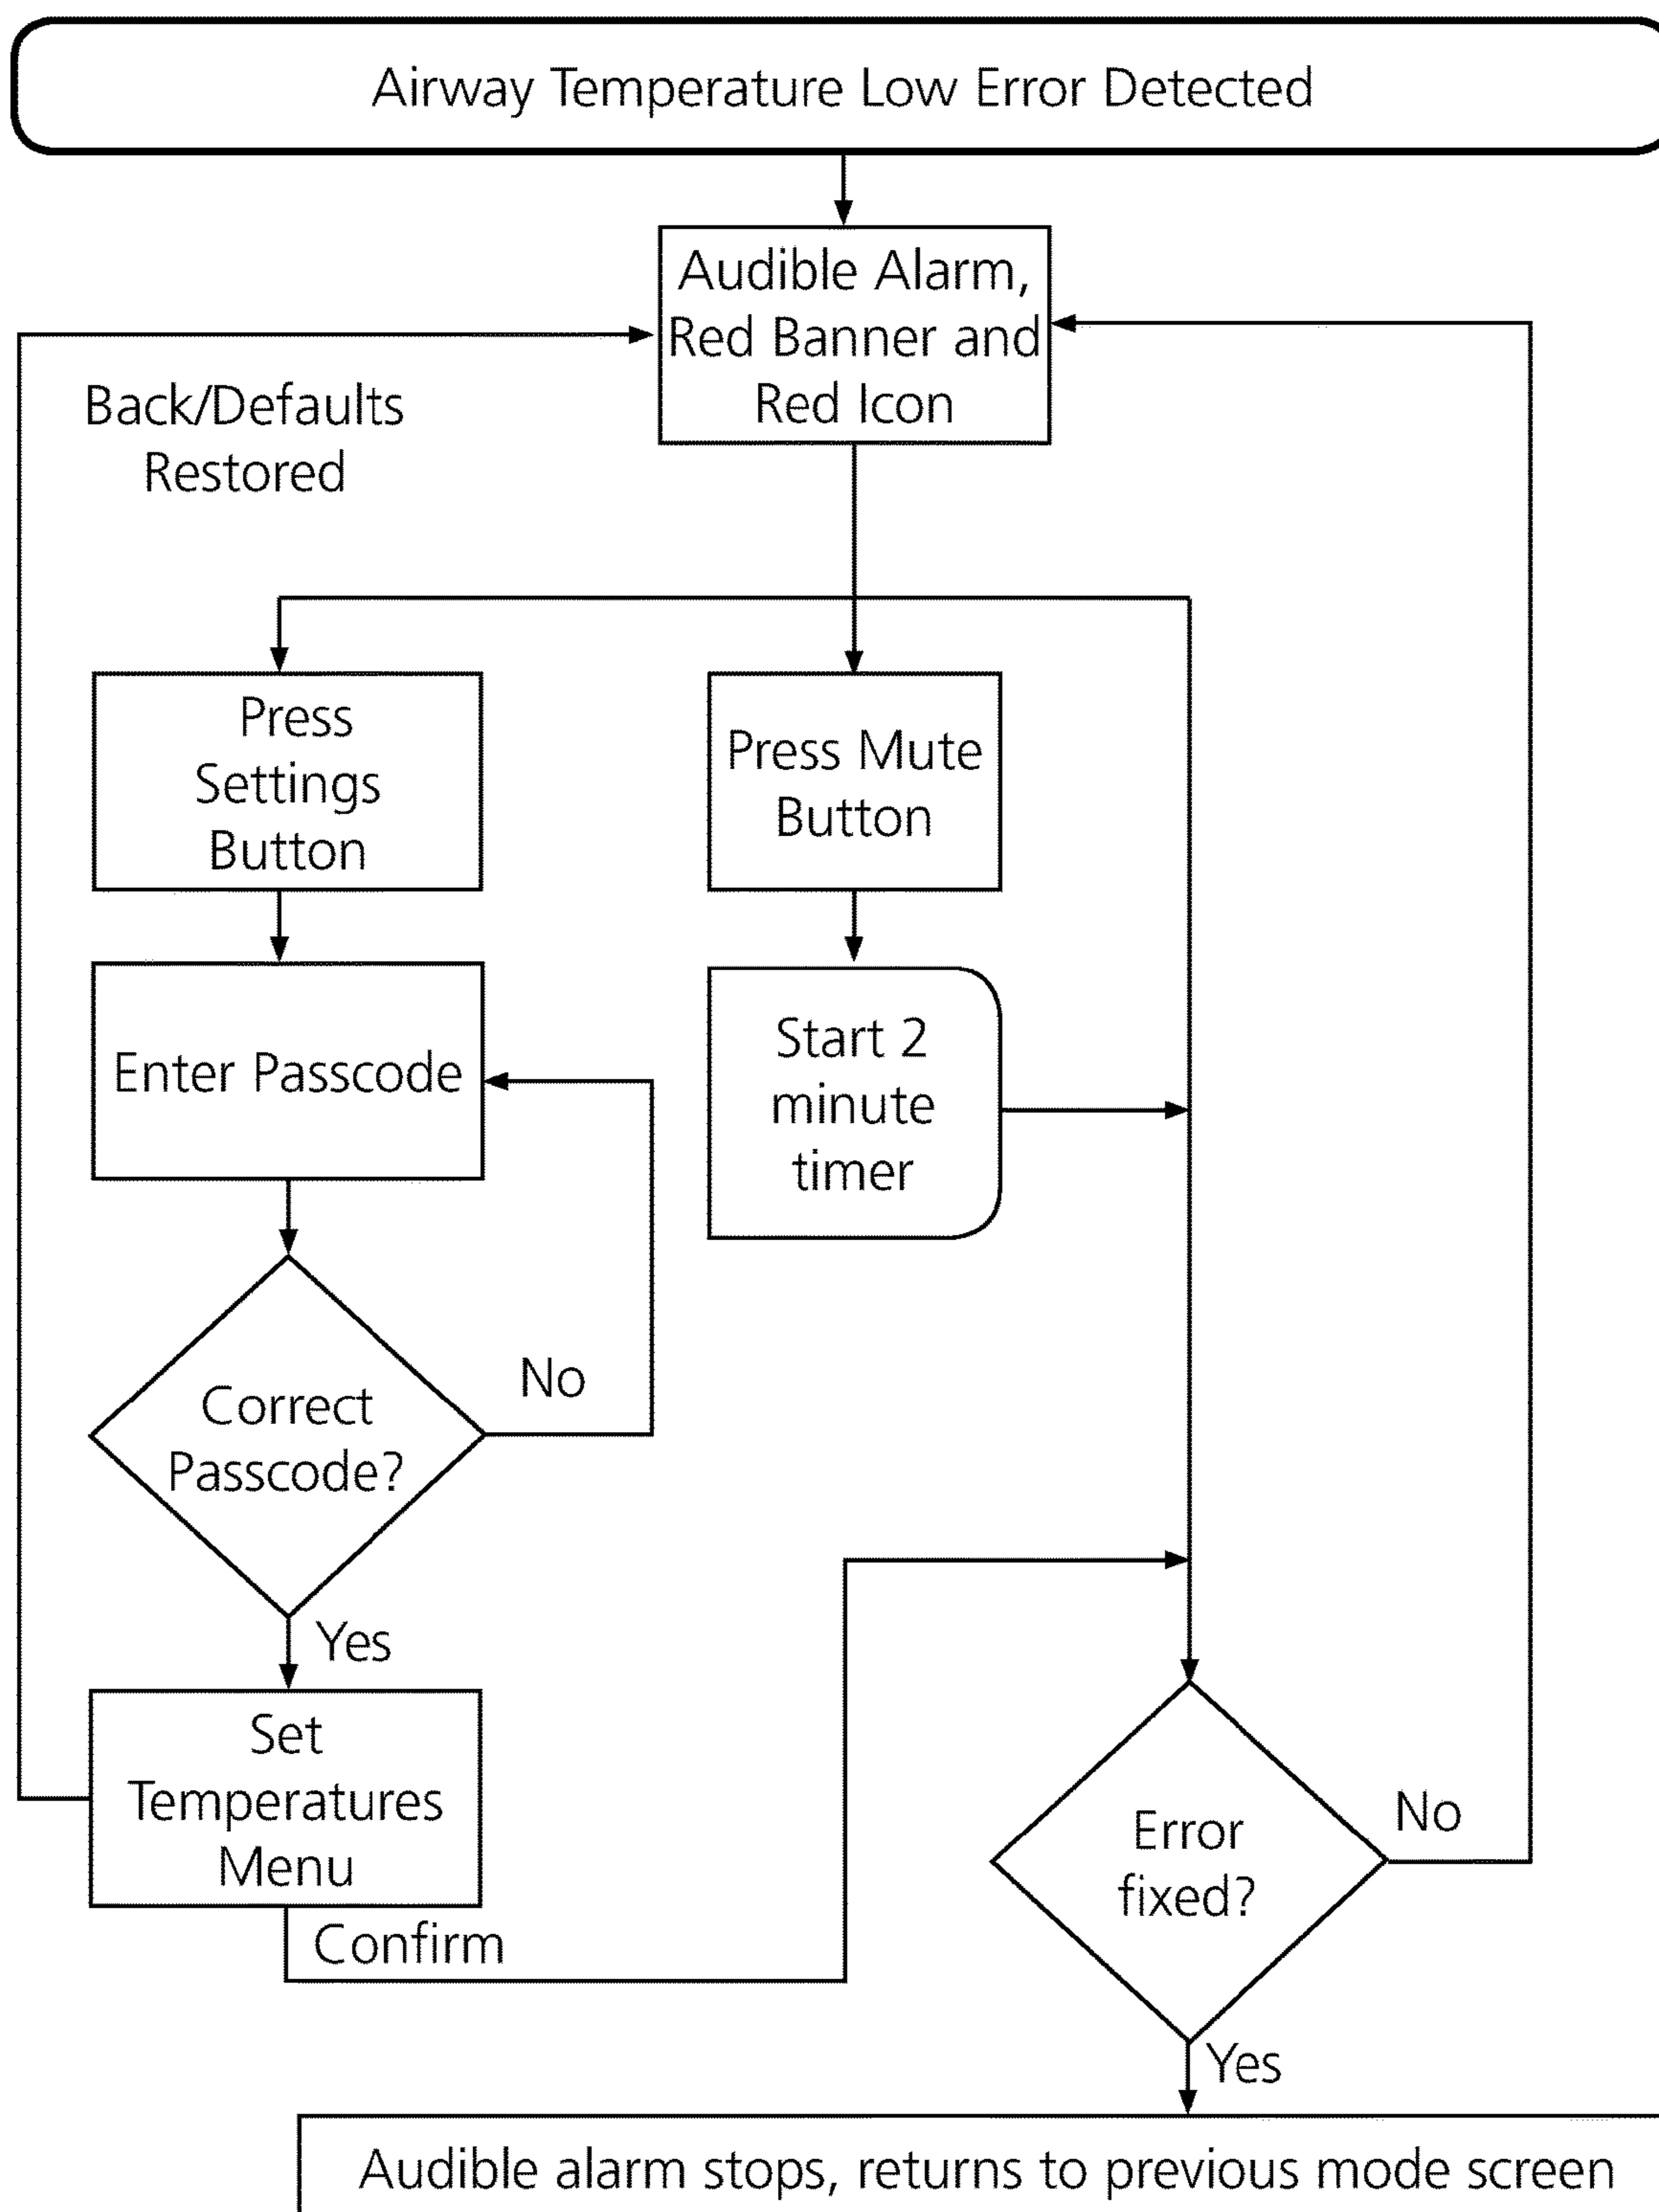 Airway Temperature Low Error Detected
Audible Alarm,
Red Banner and
Red Icon
Back/Defaults
Restored
Press
Settings
Button
Press Mute
Button
Enter Passcode
Start 2
minute
timer
Correct
Passcode?
No
Yes
Set
Temperatures
Menu
Confirm
Error
fixed?
No
Yes
Audible alarm stops, returns to previous mode screen